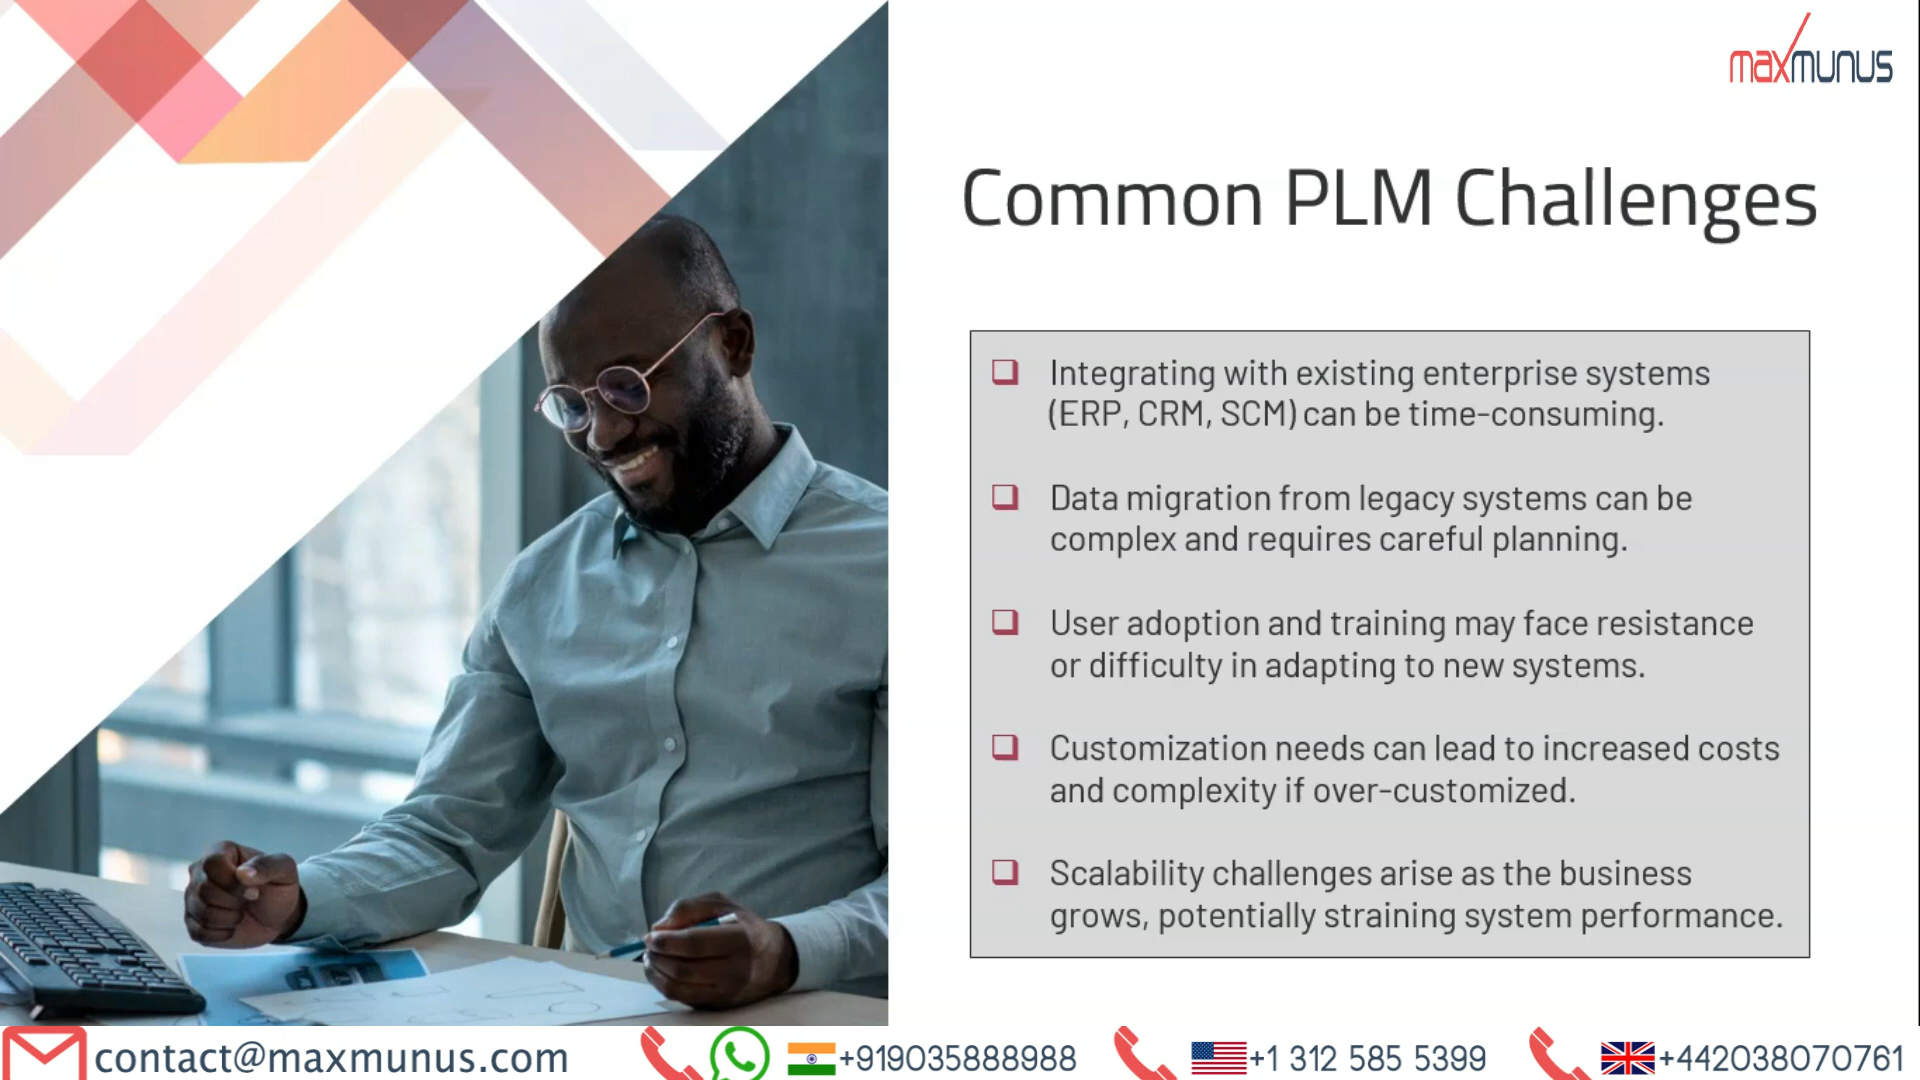 maxmunus
Common PLM Challenges
Integrating with existing enterprise systems
(ERP, CRM, SCM) can be time-consuming.
Data migration from legacy systems can be
complex and requires careful planning.
User adoption and training may face resistance
or difficulty in adapting to new systems.
Customization needs can lead to increased costs
and complexity if over-customized.
Scalability challenges arise as the business
grows, potentially straining system performance.
contact@maxmunus.com +919035888988 +1 312 585 5399 +442038070761